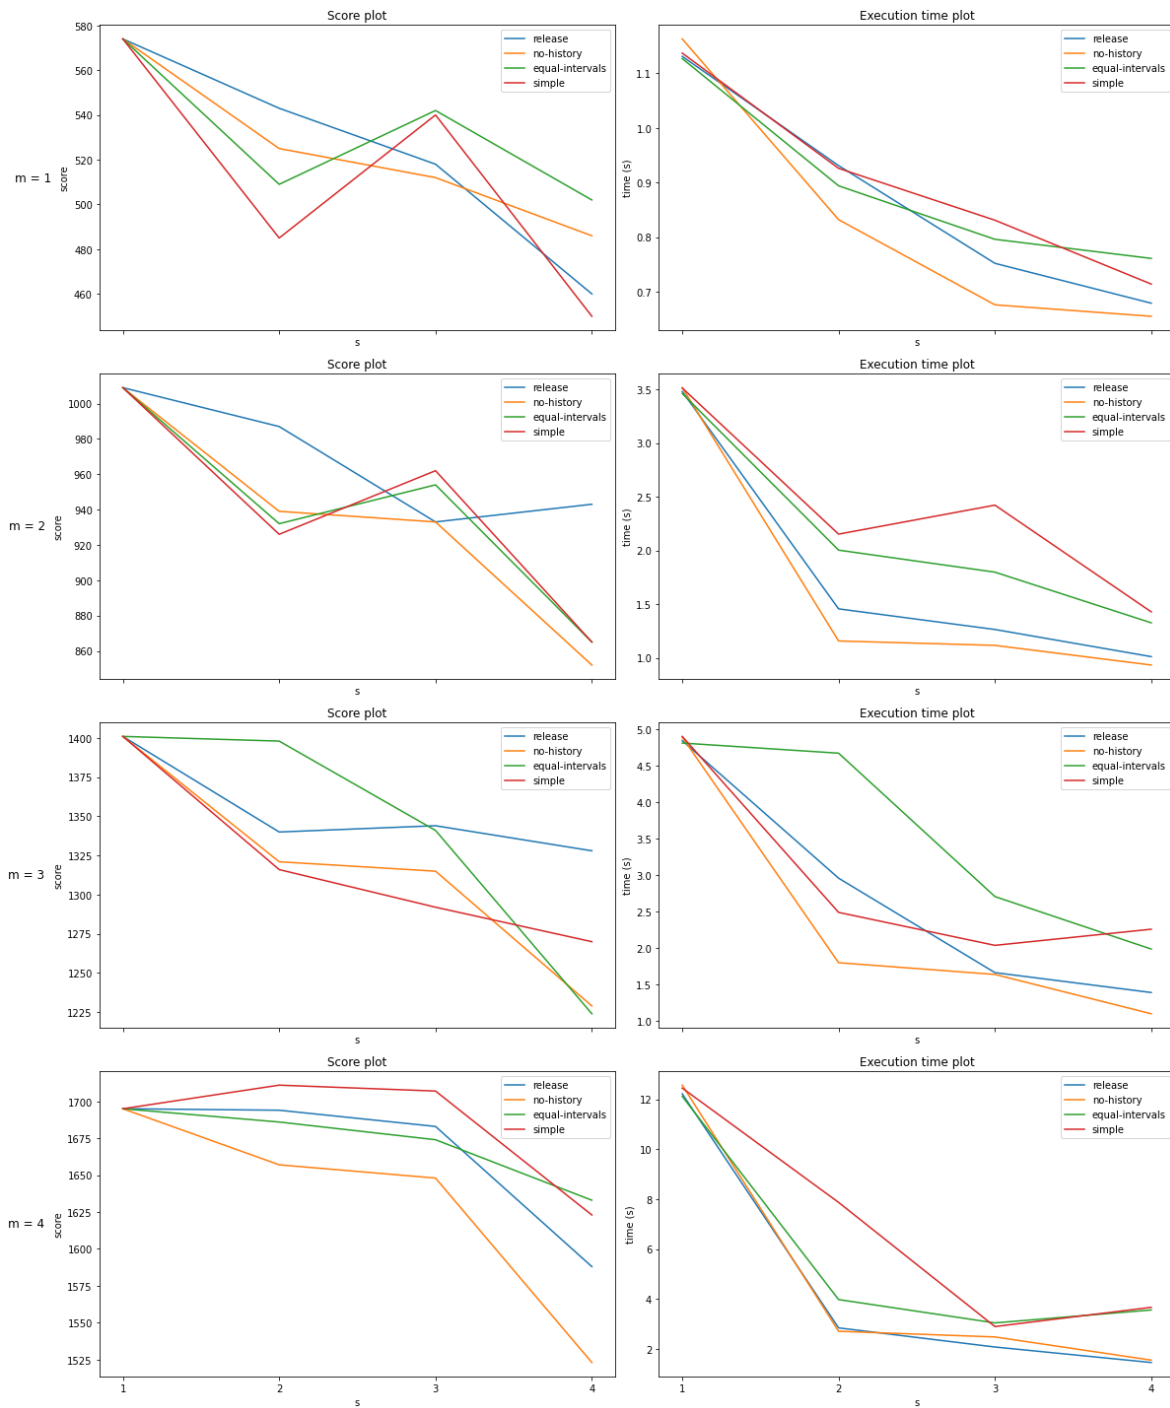 Score plot
580
560
540
520
500
480
460
score
m = 1
release
no-history
equal-intervals
simple
s
Execution time plot
1.1
1.0
0.9
0.8
0.7
time (s)
release
no-history
equal-intervals
simple
s
Score plot
1000
980
960
940
920
900
880
860
score
m = 2
release
no-history
equal-intervals
simple
s
Execution time plot
3.5
3.0
2.5
2.0
1.5
1.0
time (s)
release
no-history
equal-intervals
simple
s
Score plot
1400
1375
1350
1325
1300
1275
1250
1225
score
m = 3
release
no-history
equal-intervals
simple
s
Execution time plot
5.0
4.5
4.0
3.5
3.0
2.5
2.0
1.5
1.0
time (s)
release
no-history
equal-intervals
simple
s
Score plot
1700
1675
1650
1625
1600
1575
1550
1525
score
m = 4
release
no-history
equal-intervals
simple
1 2 3 4
s
Execution time plot
12
10
8
6
4
2
time (s)
release
no-history
equal-intervals
simple
1 2 3 4
s